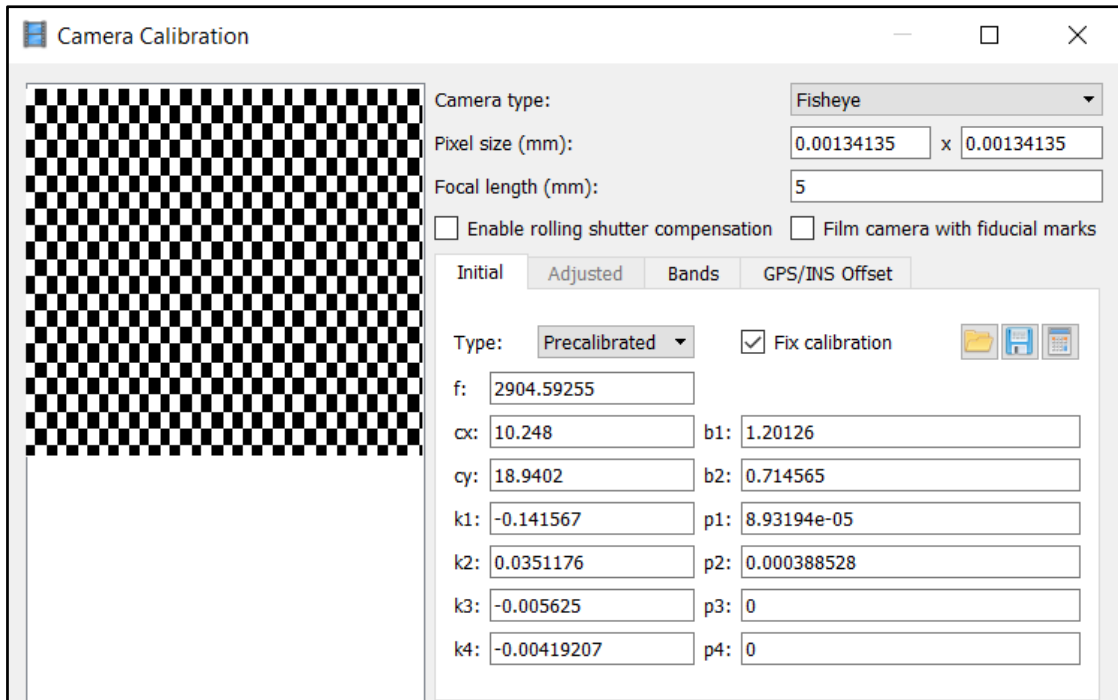 Camera Calibration
Camera type: Fisheye
Pixel size (mm): 0.00134135 x 0.00134135
Focal length (mm): 5
Enable rolling shutter compensation Film camera with fiducial marks
Initial Adjusted Bands GPS/INS Offset
Type: Precalibrated Fix calibration
f: 2904.59255
cx: 10.248 b1: 1.20126
cy: 18.9402 b2: 0.714565
k1: -0.141567 p1: 8.93194e-05
k2: 0.0351176 p2: 0.000388528
k3: -0.005625 p3: 0
k4: -0.00419207 p4: 0